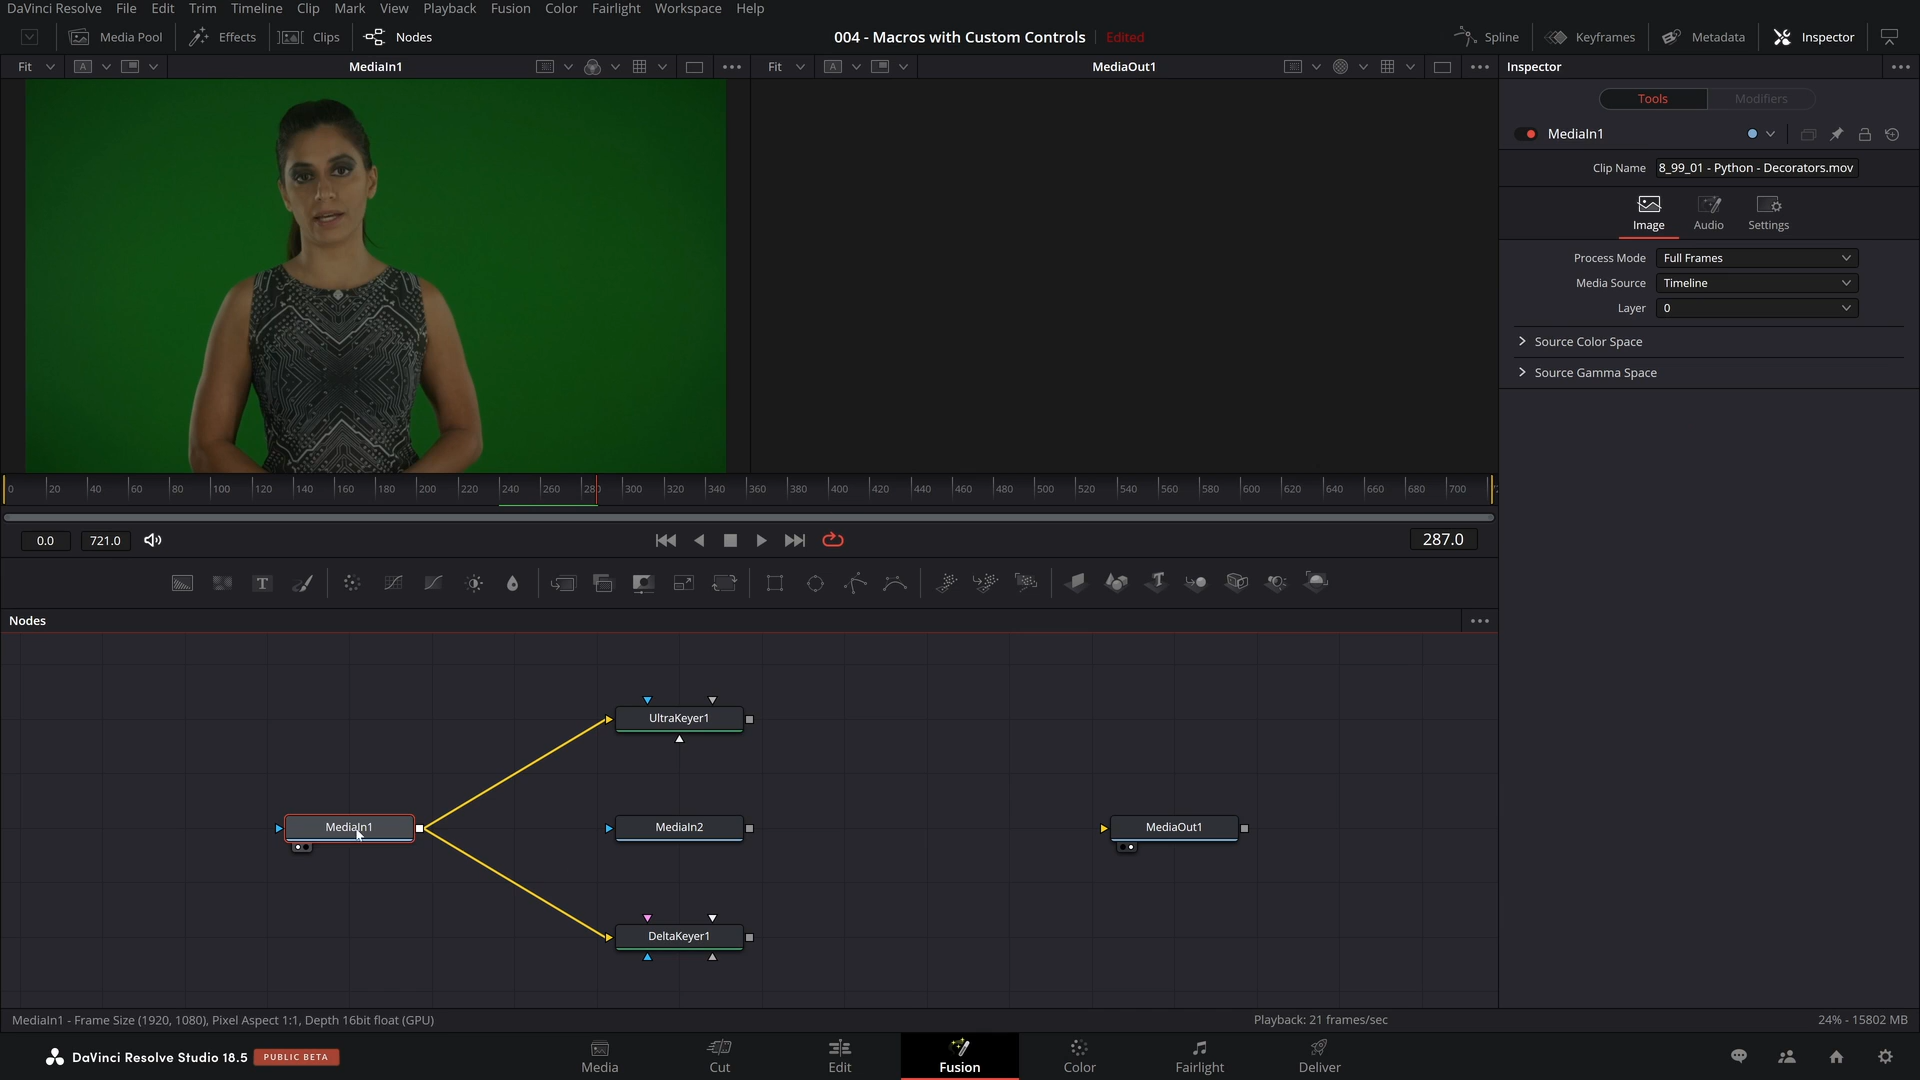 DaVinci Resolve File Edit Trim Timeline Clip Mark View Playback Fusion Color Fairlight Workspace Help
Media Pool Effects Clips Nodes 004 - Macros with Custom Controls Edited Spline Keyframes Metadata Inspector
Fit A MediaIn1 Fit A MediaOut1 Inspector
Tools Modifiers
MediaIn1
Clip Name 8_99_01 - Python - Decorators.mov
Image Audio Settings
Process Mode Full Frames
Media Source Timeline
Layer 0
Source Color Space
Source Gamma Space
0 20 40 60 80 100 120 140 160 180 200 220 240 260 280 300 320 340 360 380 400 420 440 460 480 500 520 540 560 580 600 620 640 660 680 700
0.0 721.0 287.0
T T
Nodes
UltraKeyer1
MediaIn1 MediaIn2 MediaOut1
DeltaKeyer1
MediaIn1 - Frame Size (1920, 1080), Pixel Aspect 1:1, Depth 16bit float (GPU) Playback: 21 frames/sec 24% - 15802 MB
DaVinci Resolve Studio 18.5 PUBLIC BETA Media Cut Edit Fusion Color Fairlight Deliver